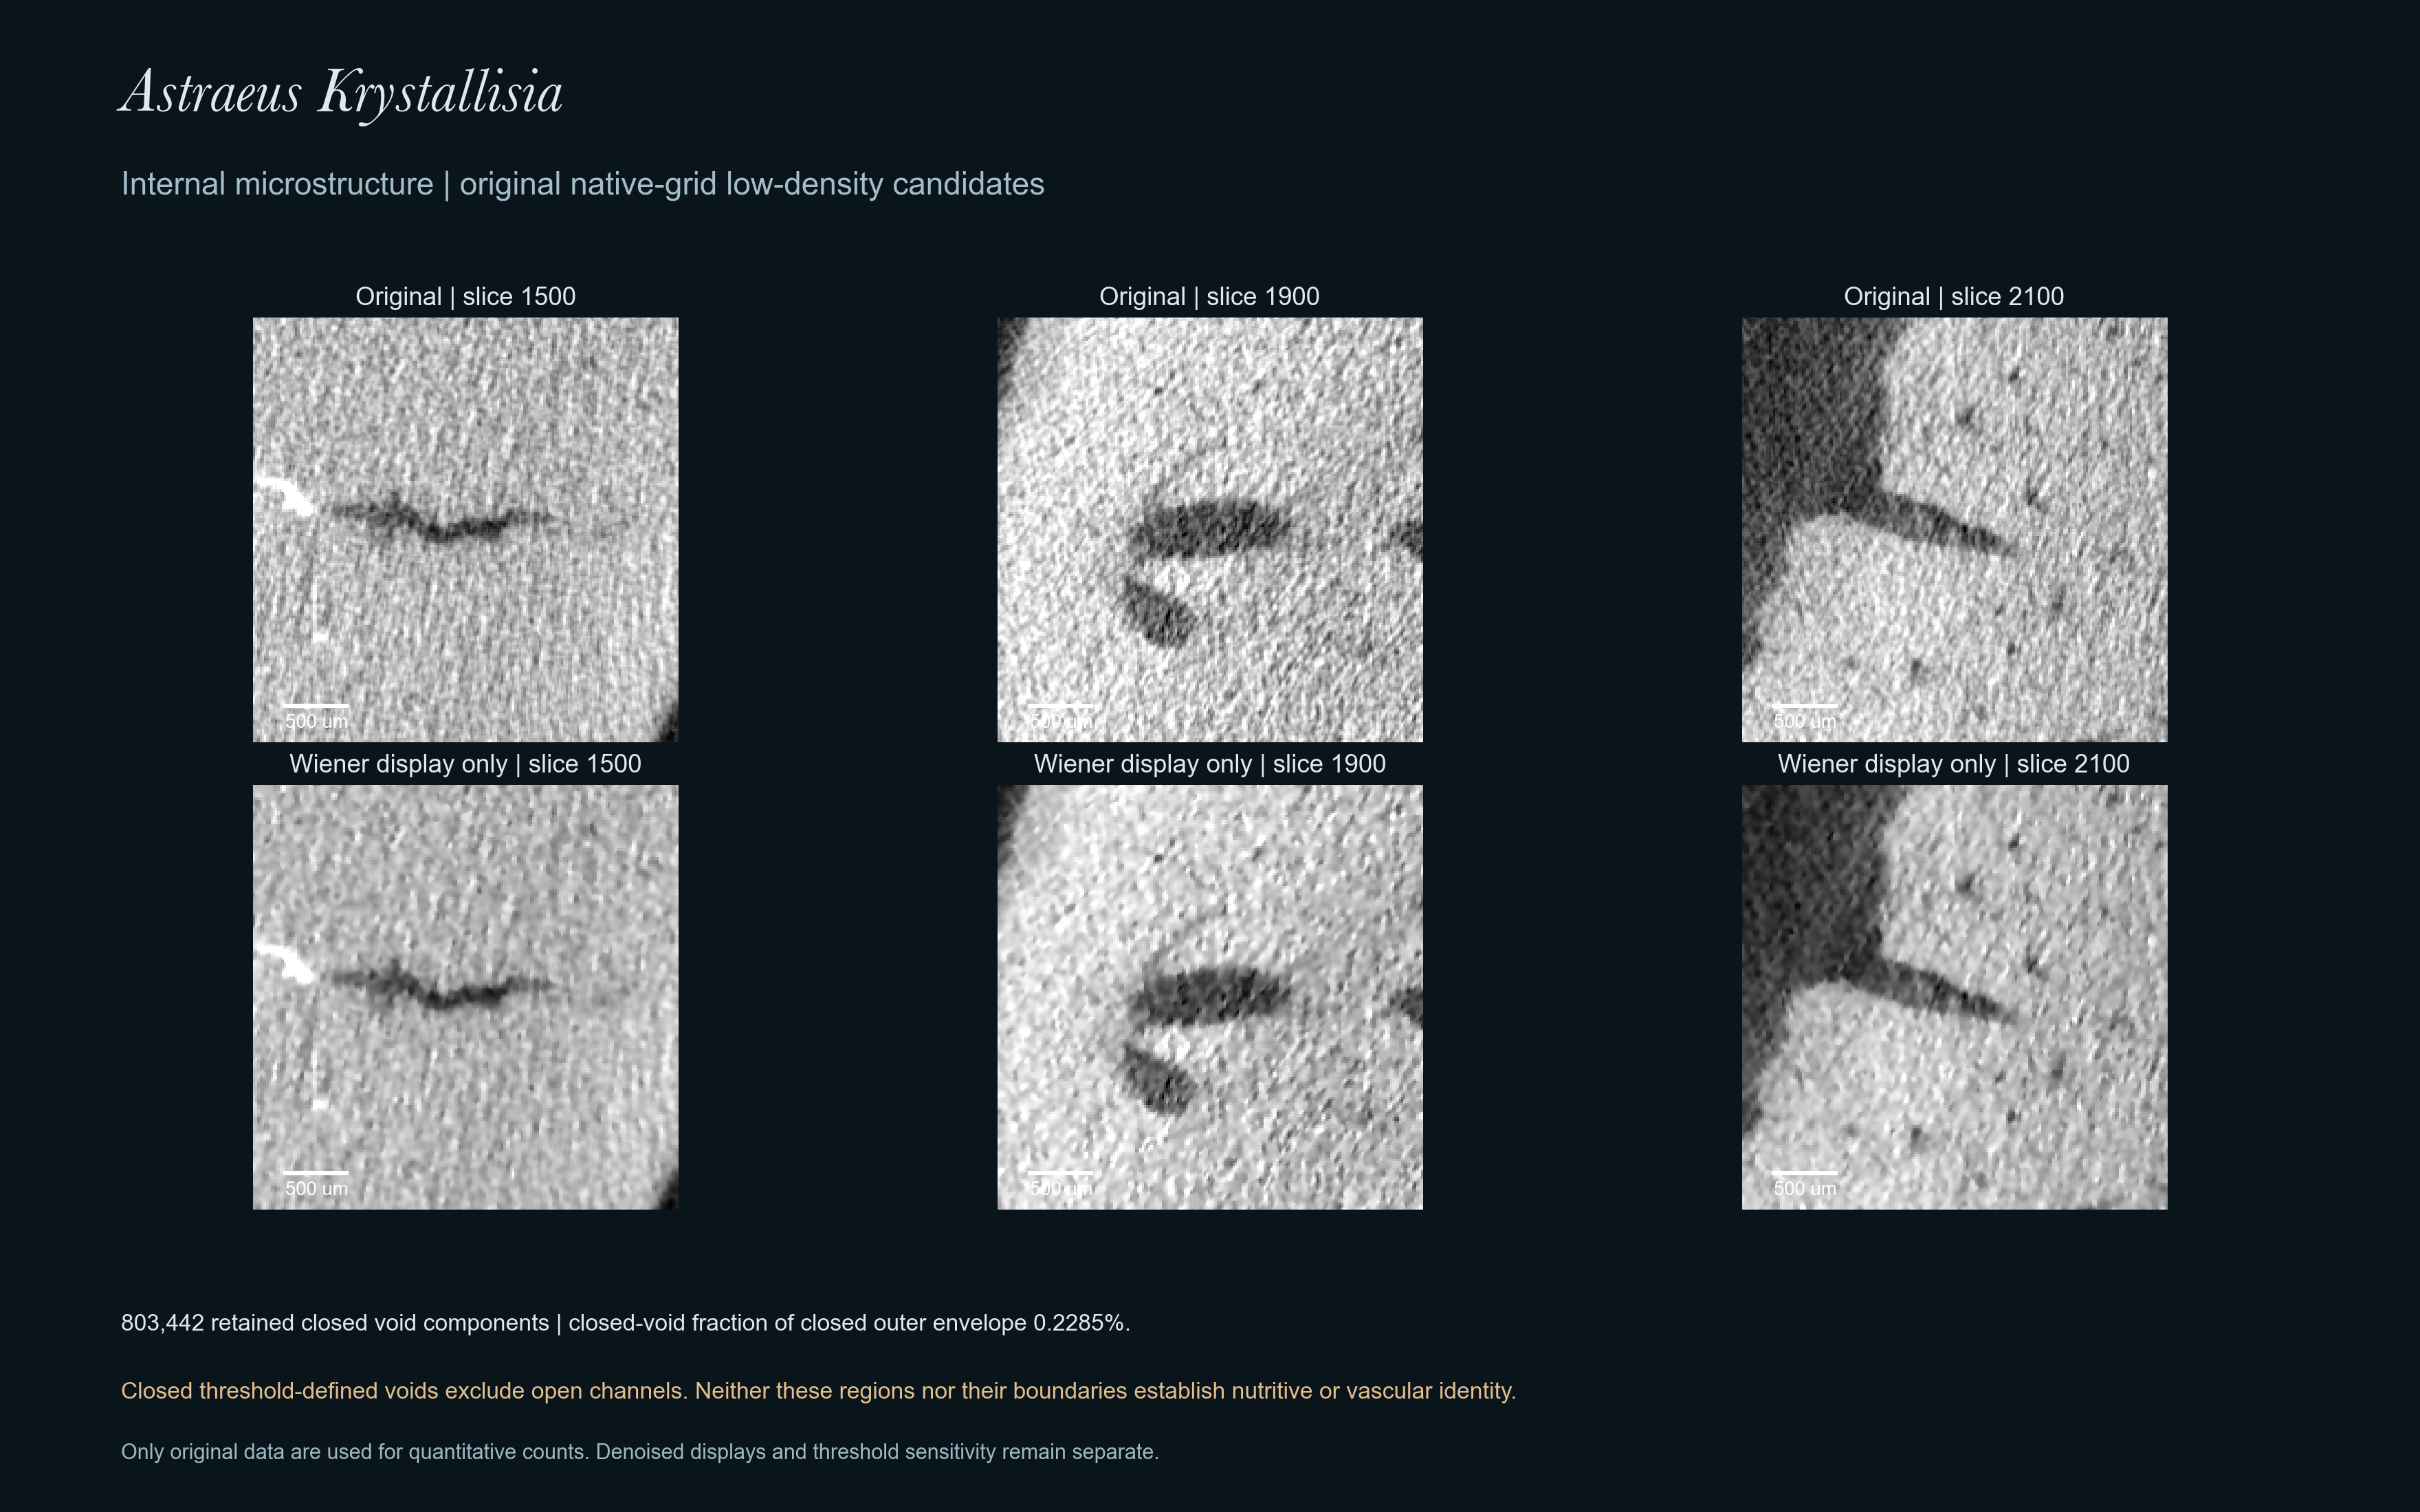 Astraeus Krystallisia
Internal microstructure | original native-grid low-density candidates
Original | slice 1500
Original | slice 1900
Original | slice 2100
500 um
500 um
500 um
Wiener display only | slice 1500
Wiener display only | slice 1900
Wiener display only | slice 2100
500 um
500 um
500 um
803,442 retained closed void components | closed-void fraction of closed outer envelope 0.2285%.
Closed threshold-defined voids exclude open channels. Neither these regions nor their boundaries establish nutritive or vascular identity.
Only original data are used for quantitative counts. Denoised displays and threshold sensitivity remain separate.